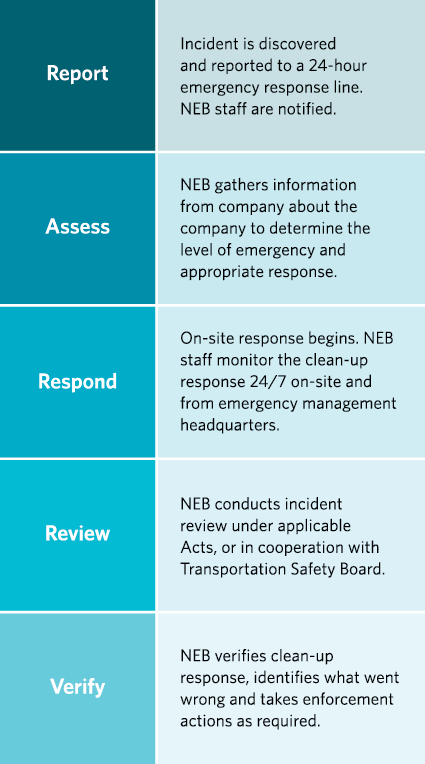 Report
Incident is discovered
and reported to a 24-hour
emergency response line.
NEB staff are notified.
Assess
NEB gathers information
from company about the
company to determine the
level of emergency and
appropriate response.
Respond
On-site response begins. NEB
staff monitor the clean-up
response 24/7 on-site and
from emergency management
headquarters.
Review
NEB conducts incident
review under applicable
Acts, or in cooperation with
Transportation Safety Board.
Verify
NEB verifies clean-up
response, identifies what went
wrong and takes enforcement
actions as required.